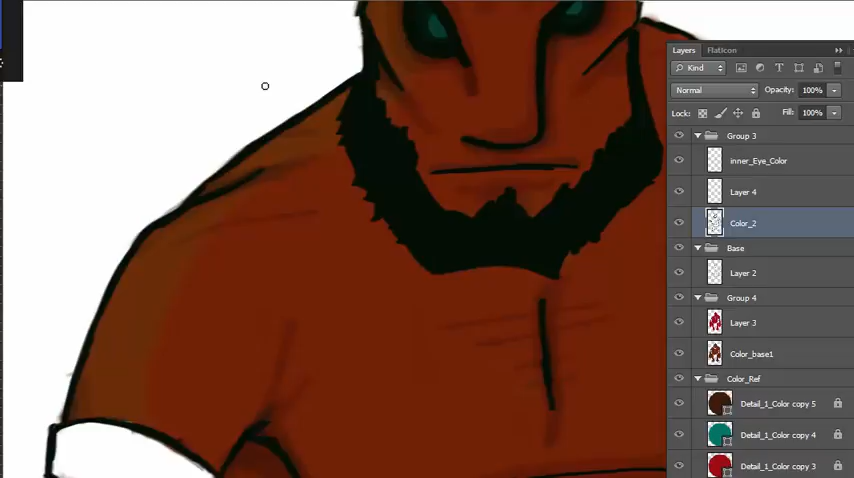 Layers FlatIcon
Kind
Normal Opacity: 100%
Lock: Fill: 100%
Group 3
inner_Eye_Color
Layer 4
Color_2
Base
Layer 2
Group 4
Layer 3
Color_base1
Color_Ref
Detail_1_Color copy 5
Detail_1_Color copy 4
Detail_1_Color copy 3